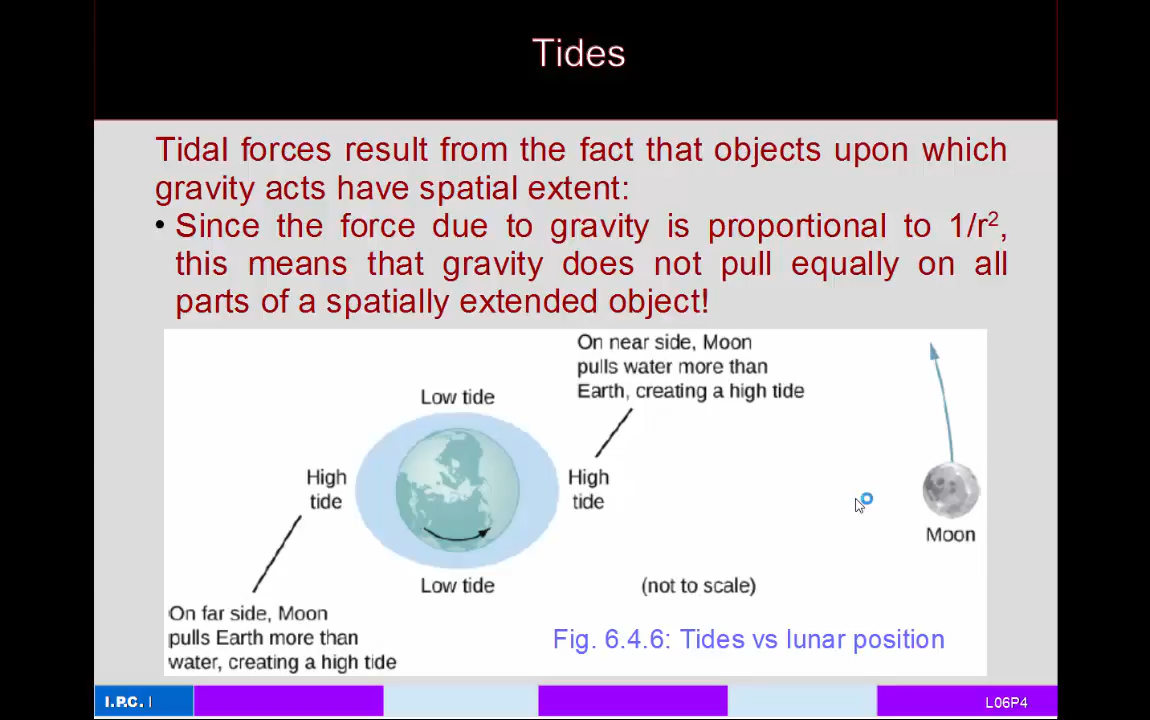 Tides
Tidal forces result from the fact that objects upon which
gravity acts have spatial extent:
• Since the force due to gravity is proportional to 1/r²,
this means that gravity does not pull equally on all
parts of a spatially extended object!
On near side, Moon
pulls water more than
Earth, creating a high tide
Low tide
High
tide
High
tide
Moon
Low tide
(not to scale)
On far side, Moon
pulls Earth more than
water, creating a high tide
Fig. 6.4.6: Tides vs lunar position
I.P.C. I
L06P4